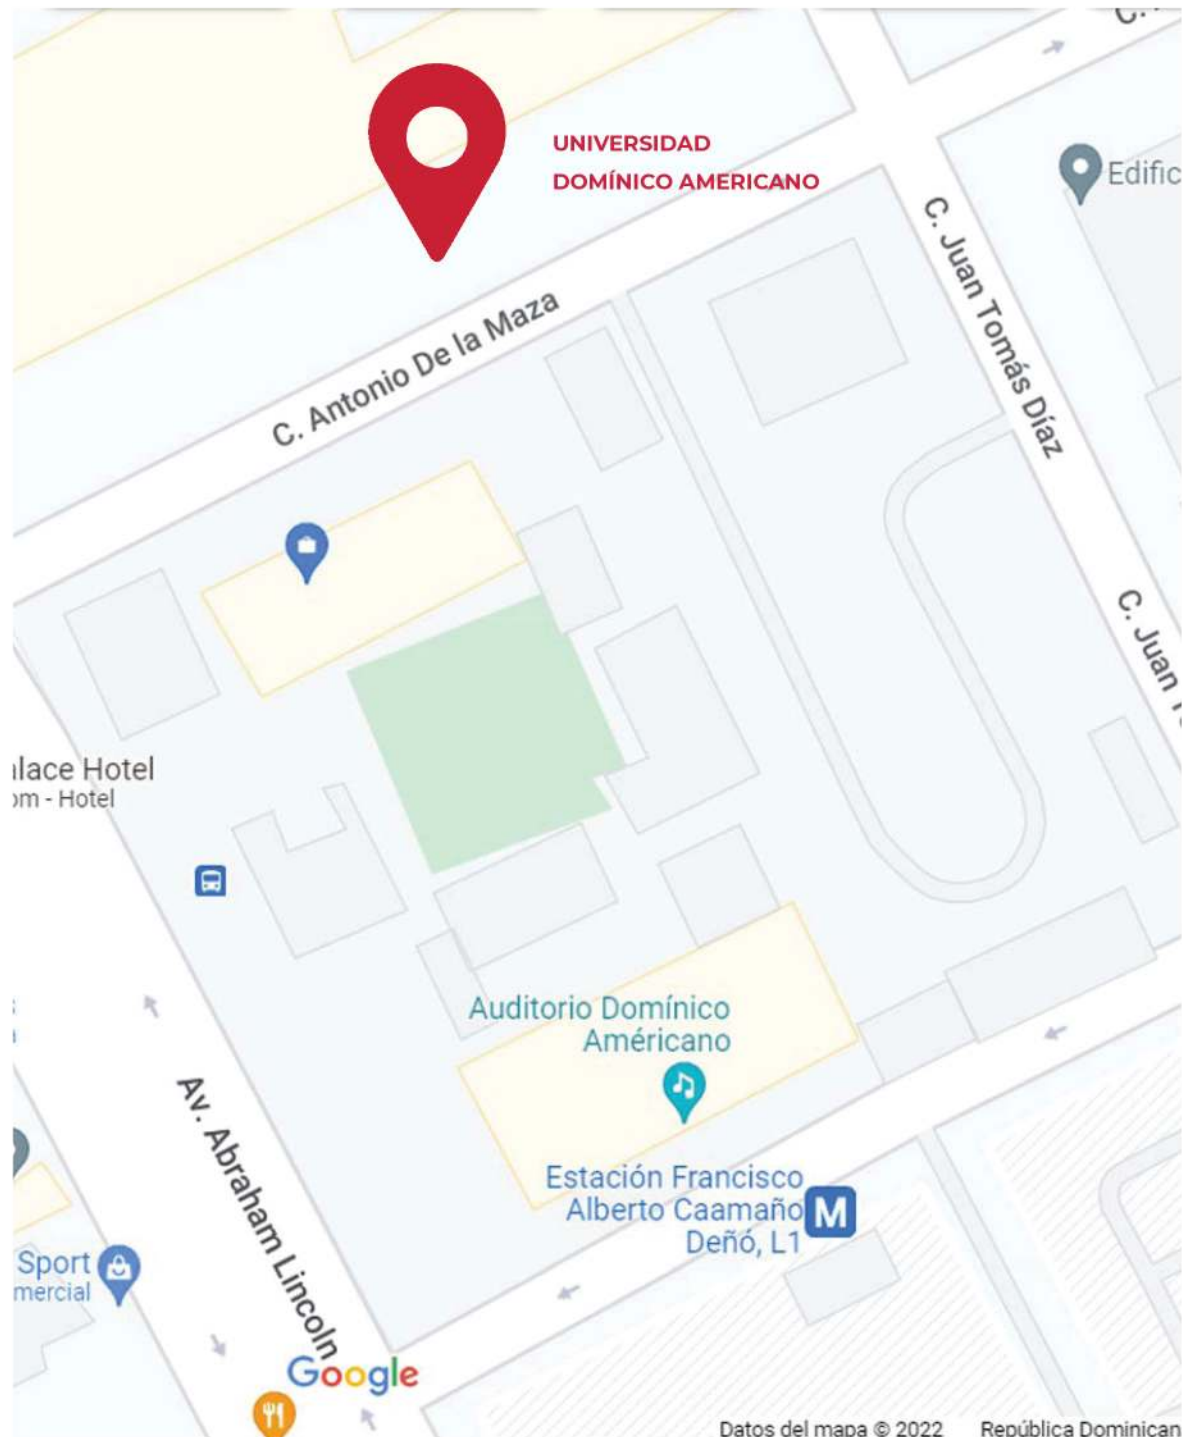 UNIVERSIDAD
DOMÍNICO AMERICANO
Edific
C. Juan Tomás Díaz
C. Antonio De la Maza
C. Juan
alace Hotel
om - Hotel
Auditorio Domínico
Américano
Av. Abraham Lincoln
Estación Francisco
Alberto Caamaño
Deñó, L1
M
Sport
mercial
Google
Datos del mapa © 2022 República Dominican